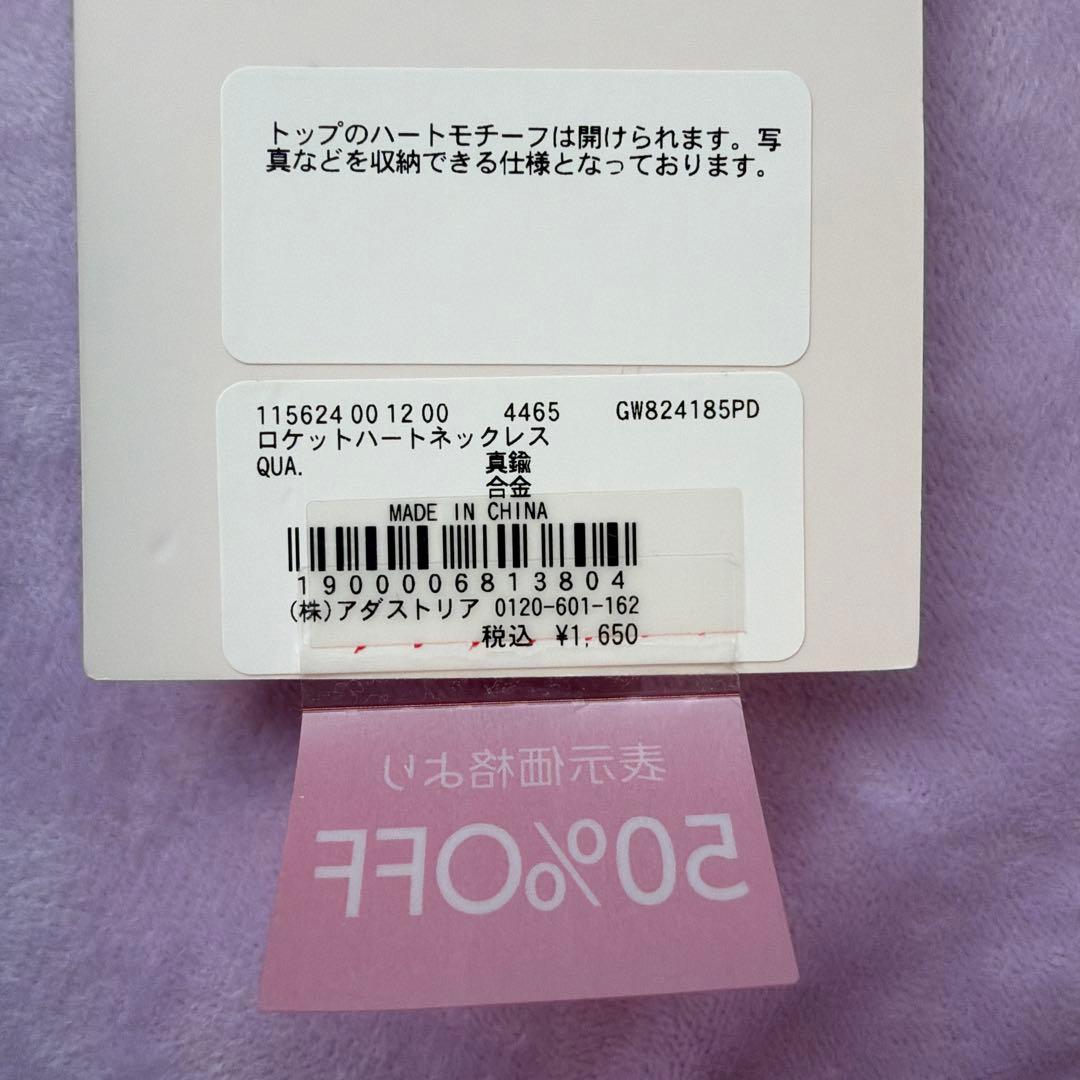 トップのハートモチーフは開けられます。写
真などを収納できる仕様となっております。
115624 00 12 00 4465 GW824185PD
ロケットハートネックレス
QUA. 真鍮
合金
MADE IN CHINA
1900006813804
(株)アダストリア 0120-601-162
税込 ¥1,650
表示価格より
50%OFF